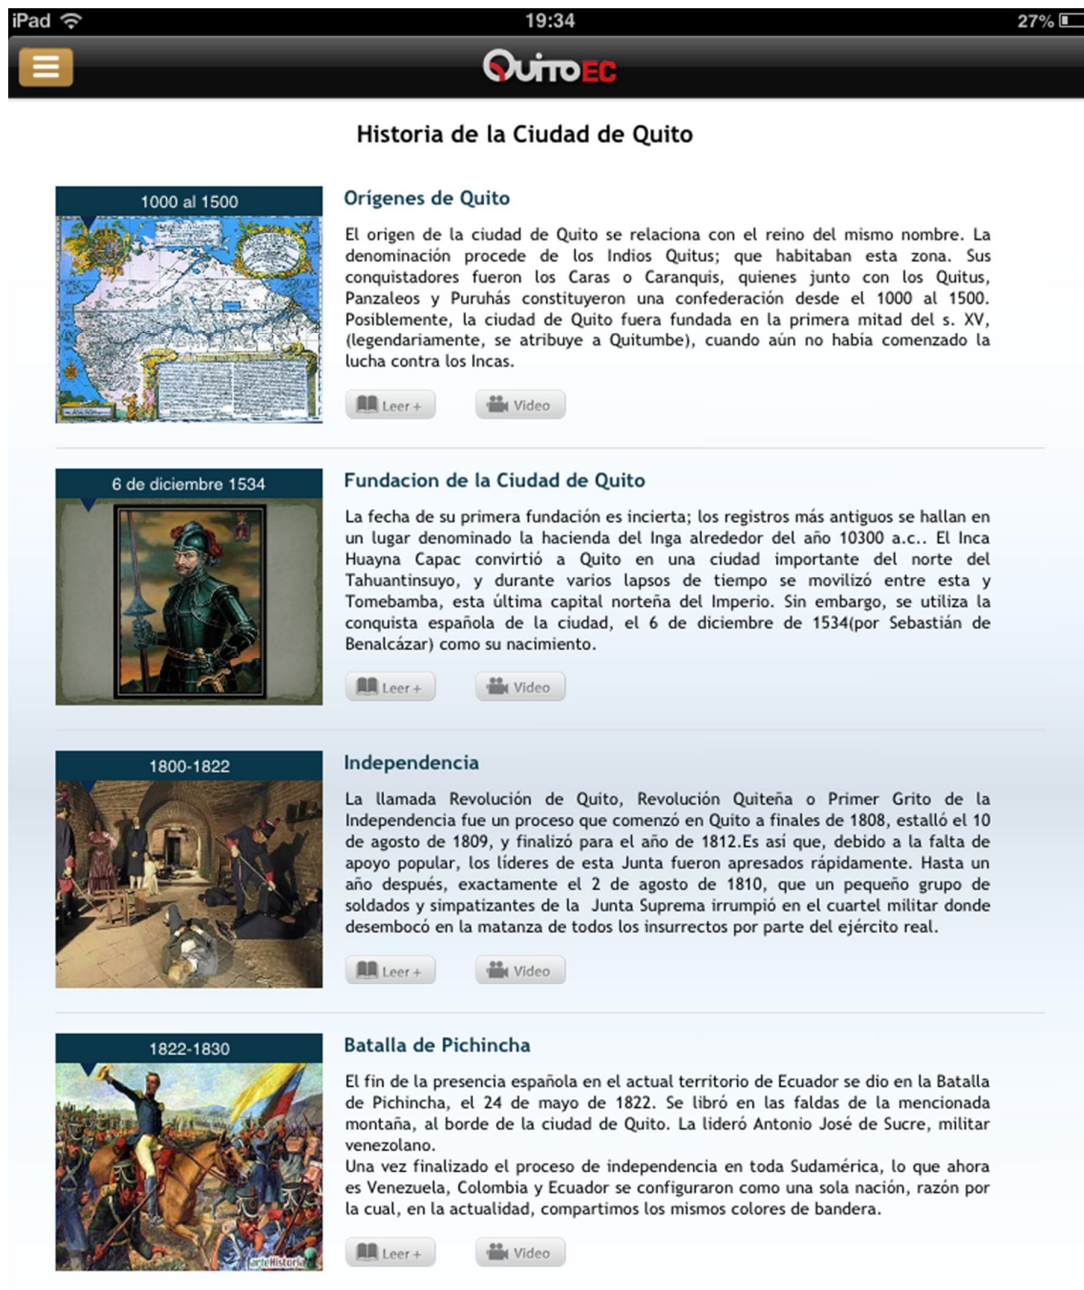 iPad 19:34 27%
QUITOEC
Historia de la Ciudad de Quito
1000 al 1500
Orígenes de Quito
El origen de la ciudad de Quito se relaciona con el reino del mismo nombre. La
denominación procede de los Indios Quitus; que habitaban esta zona. Sus
conquistadores fueron los Caras o Caranquis, quienes junto con los Quitus,
Panzaleos y Puruhás constituyeron una confederación desde el 1000 al 1500.
Posiblemente, la ciudad de Quito fuera fundada en la primera mitad del s. XV,
(legendariamente, se atribuye a Quitumbe), cuando aún no había comenzado la
lucha contra los Incas.
Leer + Video
6 de diciembre 1534
Fundacion de la Ciudad de Quito
La fecha de su primera fundación es incierta; los registros más antiguos se hallan en
un lugar denominado la hacienda del Inga alrededor del año 10300 a.c.. El Inca
Huayna Capac convirtió a Quito en una ciudad importante del norte del
Tahuantinsuyo, y durante varios lapsos de tiempo se movilizó entre esta y
Tomebamba, esta última capital norteña del Imperio. Sin embargo, se utiliza la
conquista española de la ciudad, el 6 de diciembre de 1534(por Sebastián de
Benalcázar) como su nacimiento.
Leer + Video
1800-1822
Independencia
La llamada Revolución de Quito, Revolución Quiteña o Primer Grito de la
Independencia fue un proceso que comenzó en Quito a finales de 1808, estalló el 10
de agosto de 1809, y finalizó para el año de 1812.Es así que, debido a la falta de
apoyo popular, los líderes de esta Junta fueron apresados rápidamente. Hasta un
año después, exactamente el 2 de agosto de 1810, que un pequeño grupo de
soldados y simpatizantes de la Junta Suprema irrumpió en el cuartel militar donde
desembocó en la matanza de todos los insurrectos por parte del ejército real.
Leer + Video
1822-1830
Batalla de Pichincha
El fin de la presencia española en el actual territorio de Ecuador se dio en la Batalla
de Pichincha, el 24 de mayo de 1822. Se libró en las faldas de la mencionada
montaña, al borde de la ciudad de Quito. La lideró Antonio José de Sucre, militar
venezolano.
Una vez finalizado el proceso de independencia en toda Sudamérica, lo que ahora
es Venezuela, Colombia y Ecuador se configuraron como una sola nación, razón por
la cual, en la actualidad, compartimos los mismos colores de bandera.
arteHistoria
Leer + Video